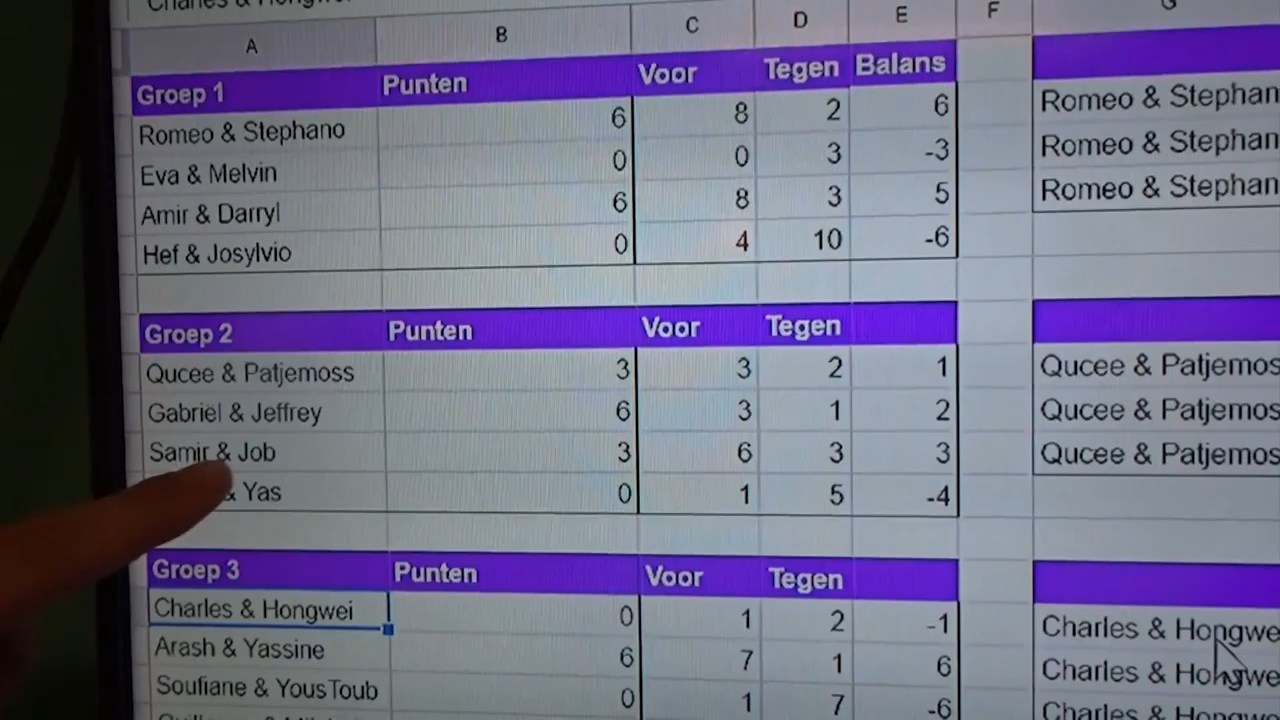 A B C D E F
Groep 1 Punten Voor Tegen Balans
Romeo & Stephano 6 8 2 6 Romeo & Stephan
Eva & Melvin 0 0 3 -3 Romeo & Stephan
Amir & Darryl 6 8 3 5 Romeo & Stephan
Hef & Josylvio 0 4 10 -6
Groep 2 Punten Voor Tegen
Qucee & Patjemoss 3 3 2 1 Qucee & Patjemos
Gabriel & Jeffrey 6 3 1 2 Qucee & Patjemos
Samir & Job 3 6 3 3 Qucee & Patjemos
& Yas 0 1 5 -4
Groep 3 Punten Voor Tegen
Charles & Hongwei 0 1 2 -1 Charles & Hongwe
Arash & Yassine 6 7 1 6 Charles & Hongwe
Soufiane & YousToub 0 1 7 -6 Charles & Hongwe